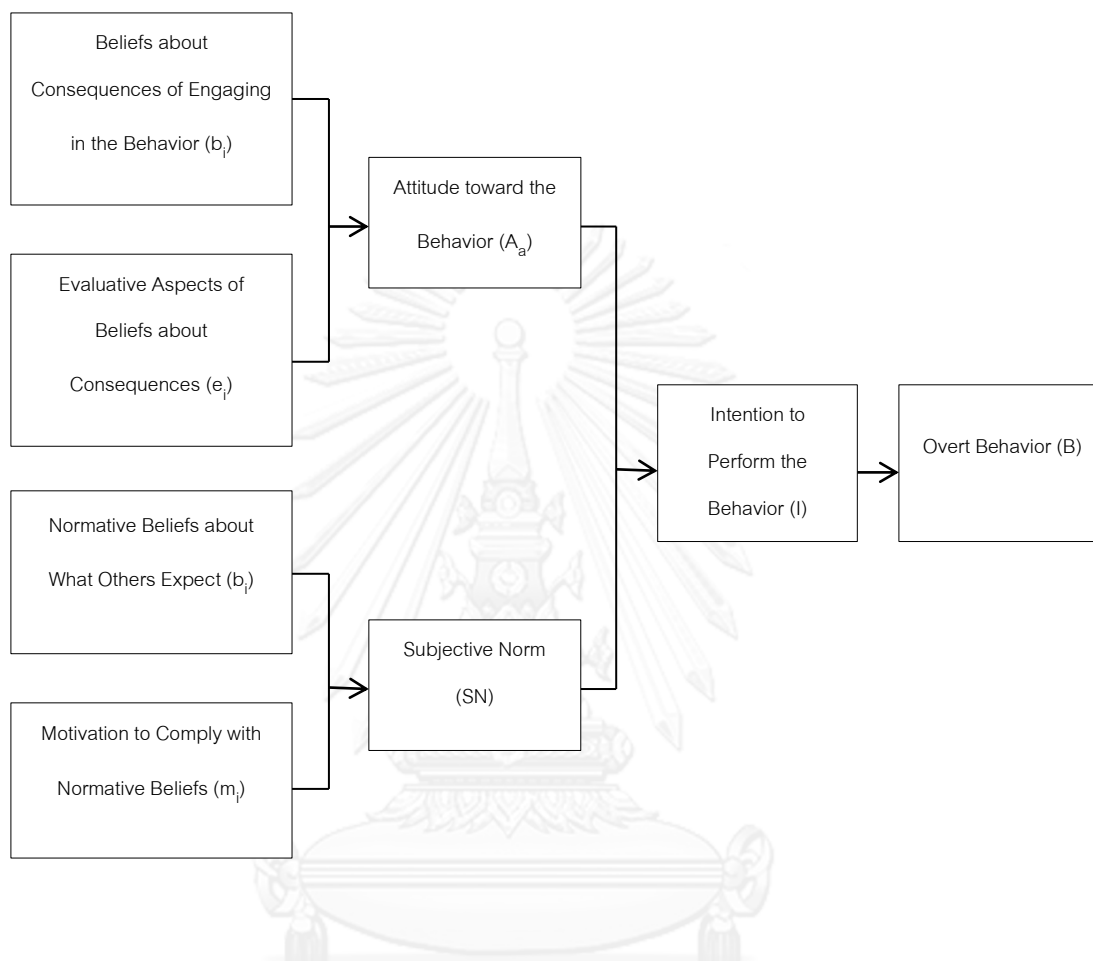 Beliefs about
Consequences of Engaging
in the Behavior (bi)
Evaluative Aspects of
Beliefs about
Consequences (ei)
Attitude toward the
Behavior (Aa)
Normative Beliefs about
What Others Expect (bi)
Motivation to Comply with
Normative Beliefs (mi)
Subjective Norm
(SN)
Intention to
Perform the
Behavior (I)
Overt Behavior (B)